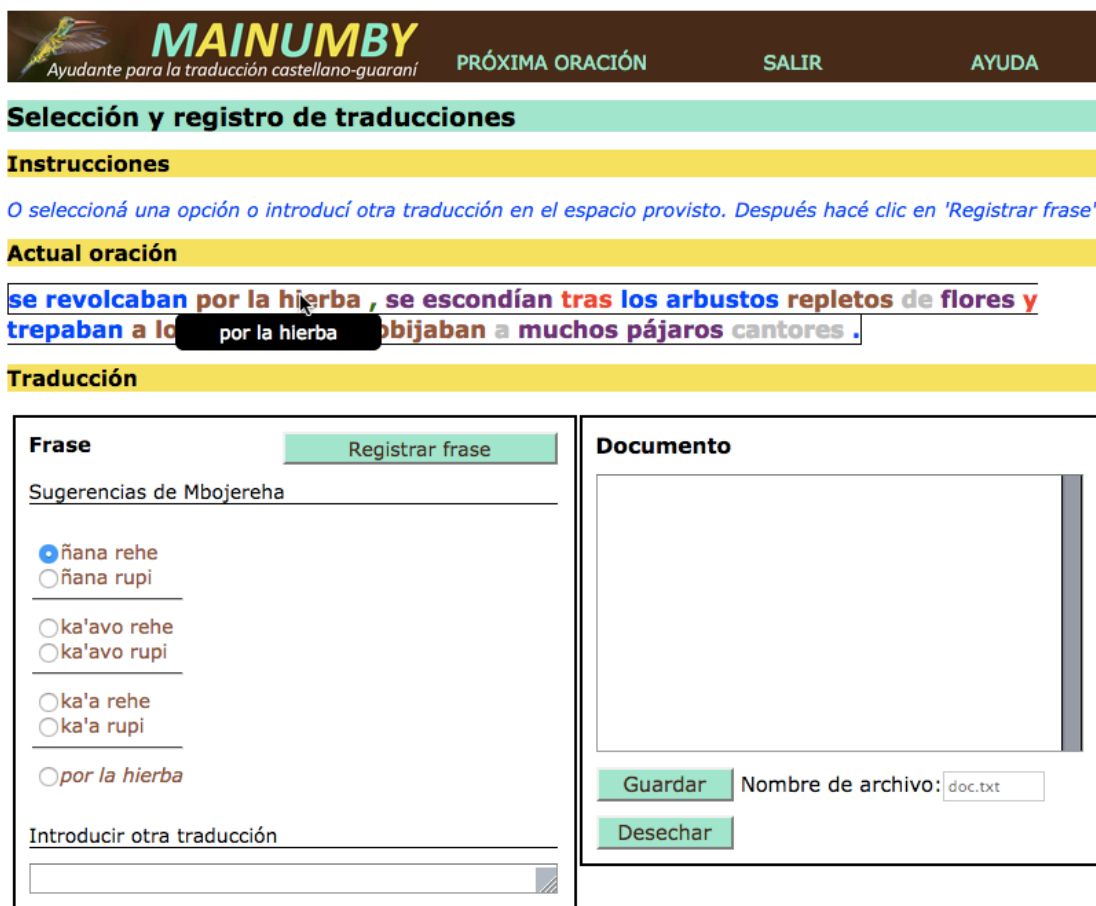 MAINUMBY
Ayudante para la traducción castellano-guaraní
PRÓXIMA ORACIÓN SALIR AYUDA
Selección y registro de traducciones
Instrucciones
O seleccioná una opción o introducí otra traducción en el espacio provisto. Después hacé clic en 'Registrar frase'
Actual oración
se revolcaban por la hierba , se escondían tras los arbustos repletos de flores y
trepaban a lo obijaban a muchos pájaros cantores .
por la hierba
Traducción
Frase
Registrar frase
Sugerencias de Mbojereha
ñana rehe
ñana rupi
ka'avo rehe
ka'avo rupi
ka'a rehe
ka'a rupi
por la hierba
Introducir otra traducción
Documento
Guardar Nombre de archivo: doc.txt
Desechar